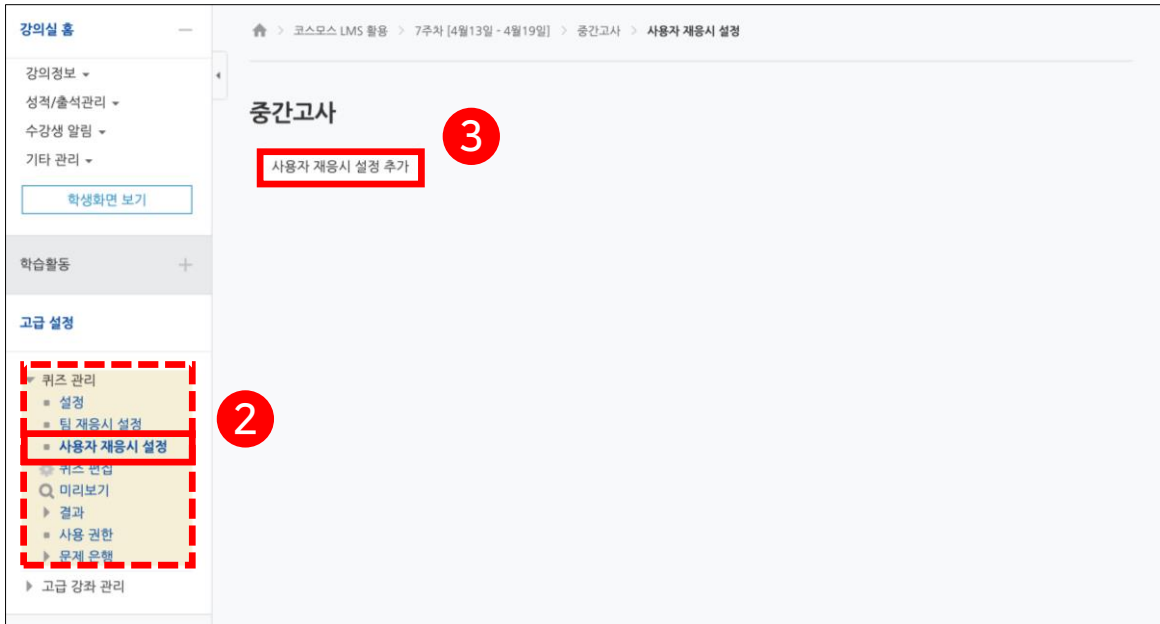 강의실 홈
강의정보
성적/출석관리
수강생 알림
기타 관리
학생화면 보기
학습활동
고급 설정
퀴즈 관리
설정
팀 재응시 설정
사용자 재응시 설정
퀴즈 편집
미리보기
결과
사용 권한
문제 은행
고급 강좌 관리
2
코스모스 LMS 활용 > 7주차 [4월13일 - 4월19일] > 중간고사 > 사용자 재응시 설정
중간고사
3
사용자 재응시 설정 추가